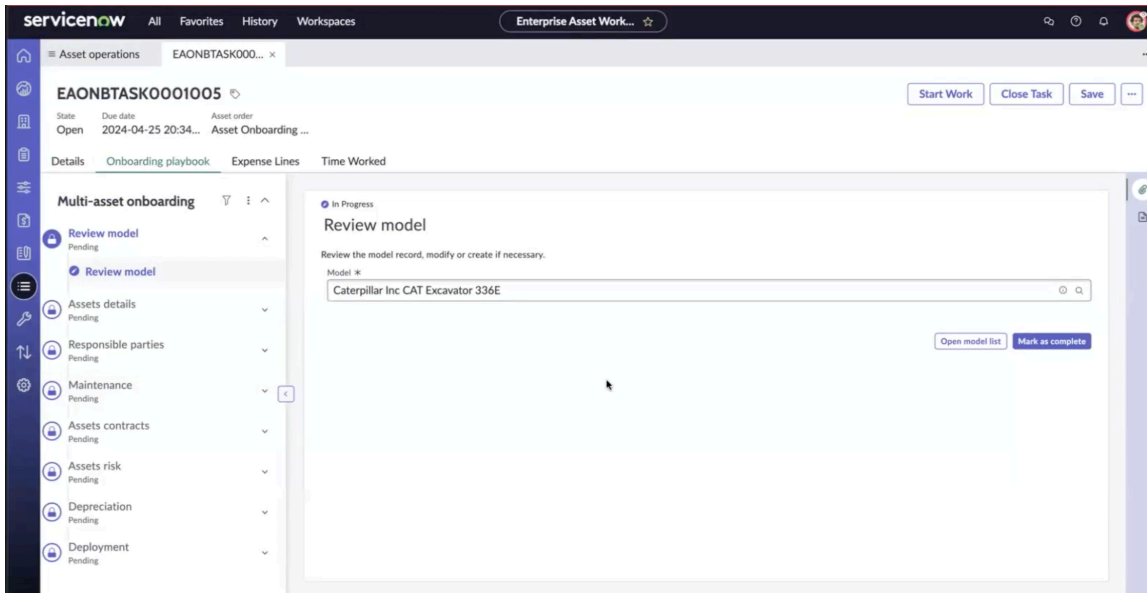 servicenow All Favorites History Workspaces Enterprise Asset Work... ☆
Asset operations EAONBTASK000... ×
EAONBTASK0001005
Start Work Close Task Save ...
State Due date Asset order
Open 2024-04-25 20:34... Asset Onboarding ...
Details Onboarding playbook Expense Lines Time Worked
Multi-asset onboarding
Review model
Pending
Review model
Assets details
Pending
Responsible parties
Pending
Maintenance
Pending
Assets contracts
Pending
Assets risk
Pending
Depreciation
Pending
Deployment
Pending
In Progress
Review model
Review the model record, modify or create if necessary.
Model *
Caterpillar Inc CAT Excavator 336E
Open model list Mark as complete